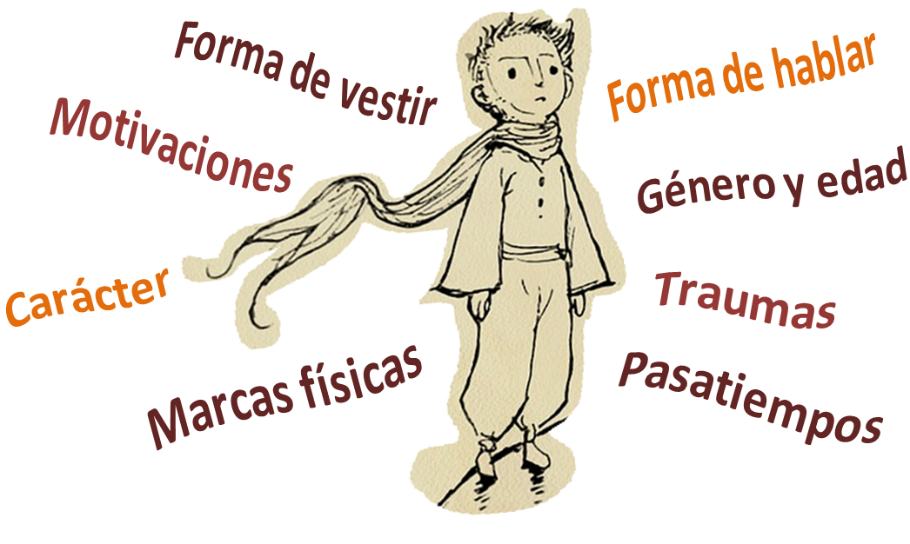 Forma de vestir
Forma de hablar
Motivaciones
Género y edad
Carácter
Traumas
Marcas físicas
Pasatiempos